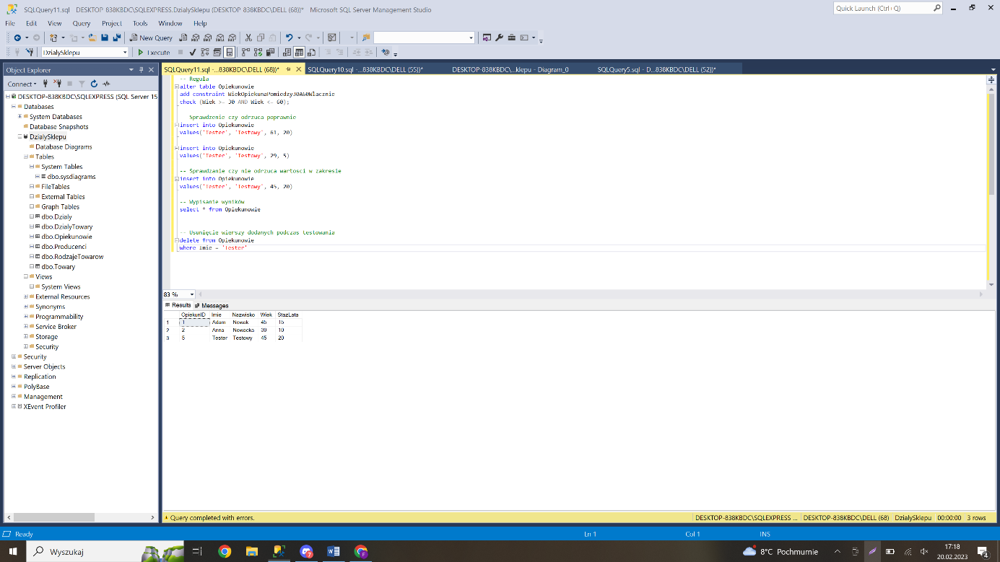 SQLQuery11.sql - DESKTOP-838KBDC\SQLEXPRESS.DzialySklepu (DESKTOP-838KBDC\DELL (68))* - Microsoft SQL Server Management Studio
Quick Launch (Ctrl+Q)
File Edit View Query Project Tools Window Help
New Query
DzialySklepu
Execute
Object Explorer
SQLQuery11.sql -...838KBDC\DELL (68))*
SQLQuery10.sql -...838KBDC\DELL (55))*
DESKTOP-838KBDC\...klepu - Diagram_0
SQLQuery5.sql - D...838KBDC\DELL (52))*
Connect
DESKTOP-838KBDC\SQLEXPRESS (SQL Server 15
Databases
System Databases
Database Snapshots
DzialySklepu
Database Diagrams
Tables
System Tables
dbo.sysdiagrams
FileTables
External Tables
Graph Tables
dbo.Dzialy
dbo.DzialyTowary
dbo.Opiekunowie
dbo.Producenci
dbo.RodzajeTowarow
dbo.Towary
Views
System Views
External Resources
Synonyms
Programmability
Service Broker
Storage
Security
Security
Server Objects
Replication
PolyBase
Management
XEvent Profiler
-- Regula
alter table Opiekunowie
add constraint WiekOpiekunaPomiedzy30A60Wlacznie
check (Wiek >= 30 AND Wiek <= 60);
-- Sprawdzenie czy odrzuca poprawnie
insert into Opiekunowie
values('Tester', 'Testowy', 61, 20)
insert into Opiekunowie
values('Tester', 'Testowy', 29, 5)
-- Sprawdzanie czy nie odrzuca wartosci w zakresie
insert into Opiekunowie
values('Tester', 'Testowy', 45, 20)
-- Wypisanie wyników
select * from Opiekunowie
-- Usunięcie wierszy dodanych podczas testowania
delete from Opiekunowie
where Imie = 'Tester'
83 %
Results Messages
OpiekunID Imie Nazwisko Wiek StazLata
1 1 Adam Nowak 45 15
2 2 Anna Nowacka 39 10
3 5 Tester Testowy 45 20
Query completed with errors.
DESKTOP-838KBDC\SQLEXPRESS ... DESKTOP-838KBDC\DELL (68) DzialySklepu 00:00:00 3 rows
Ready Ln 1 Col 1 INS
Wyszukaj
8°C Pochmurnie
17:18
20.02.2023
4